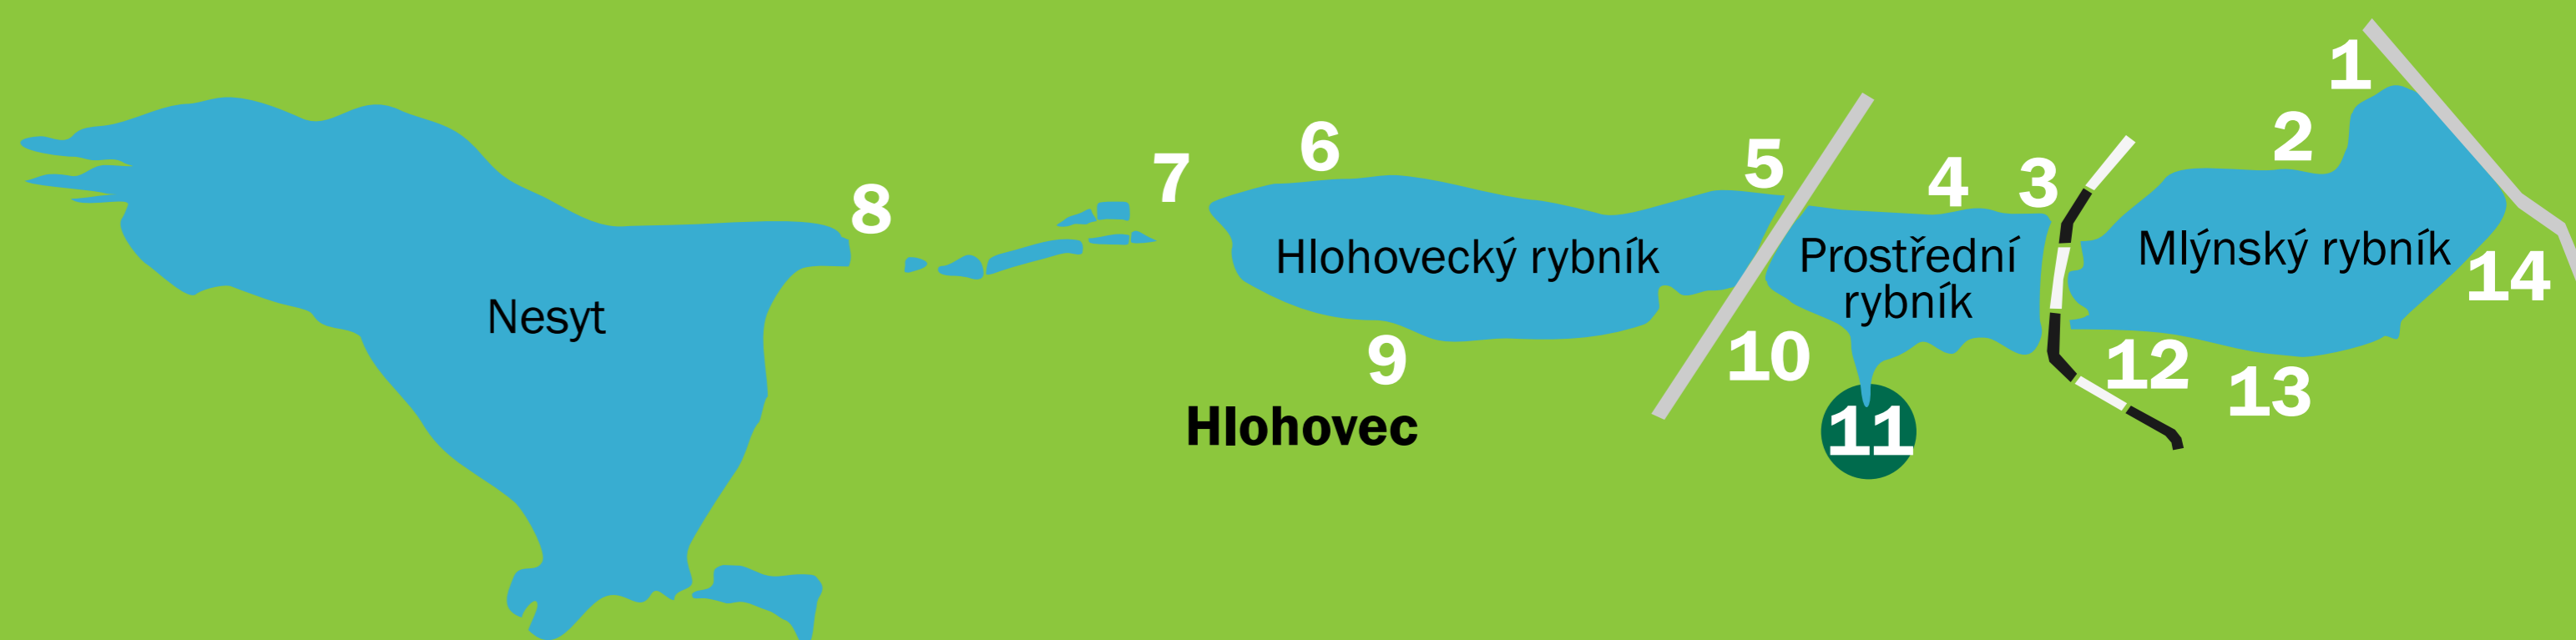 1
2
3
4
5
6
7
8
Nesyt
Hlohovecký rybník
Prostřední
rybník
Mlýnský rybník
14
9
10
12
13
Hlohovec
11